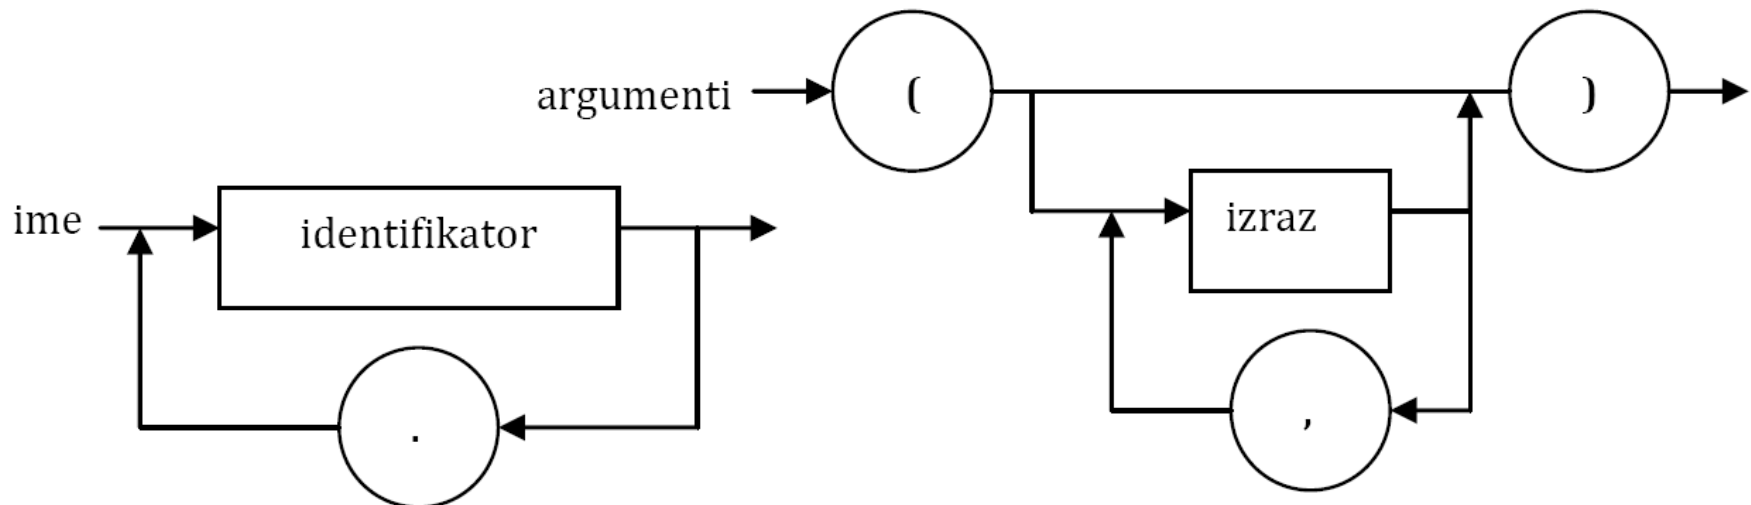 argumenti
(
)
ime
identifikator
izraz
.
,